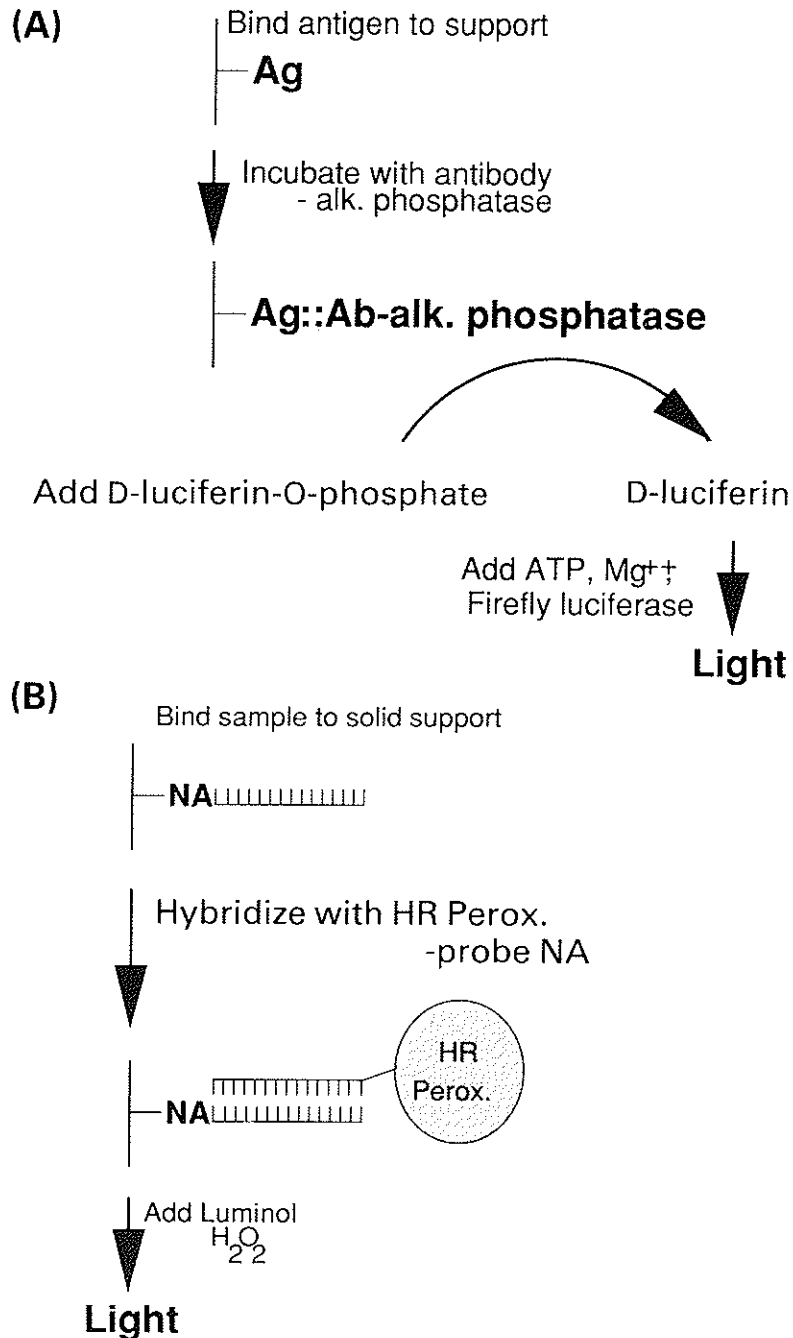 (A)
Bind antigen to support
Ag
Incubate with antibody
- alk. phosphatase
Ag::Ab-alk. phosphatase
Add D-luciferin-O-phosphate
D-luciferin
Add ATP, Mg++,
Firefly luciferase
Light
(B)
Bind sample to solid support
NA
Hybridize with HR Perox.
-probe NA
HR
Perox.
NA
Add Luminol
H2O2
Light